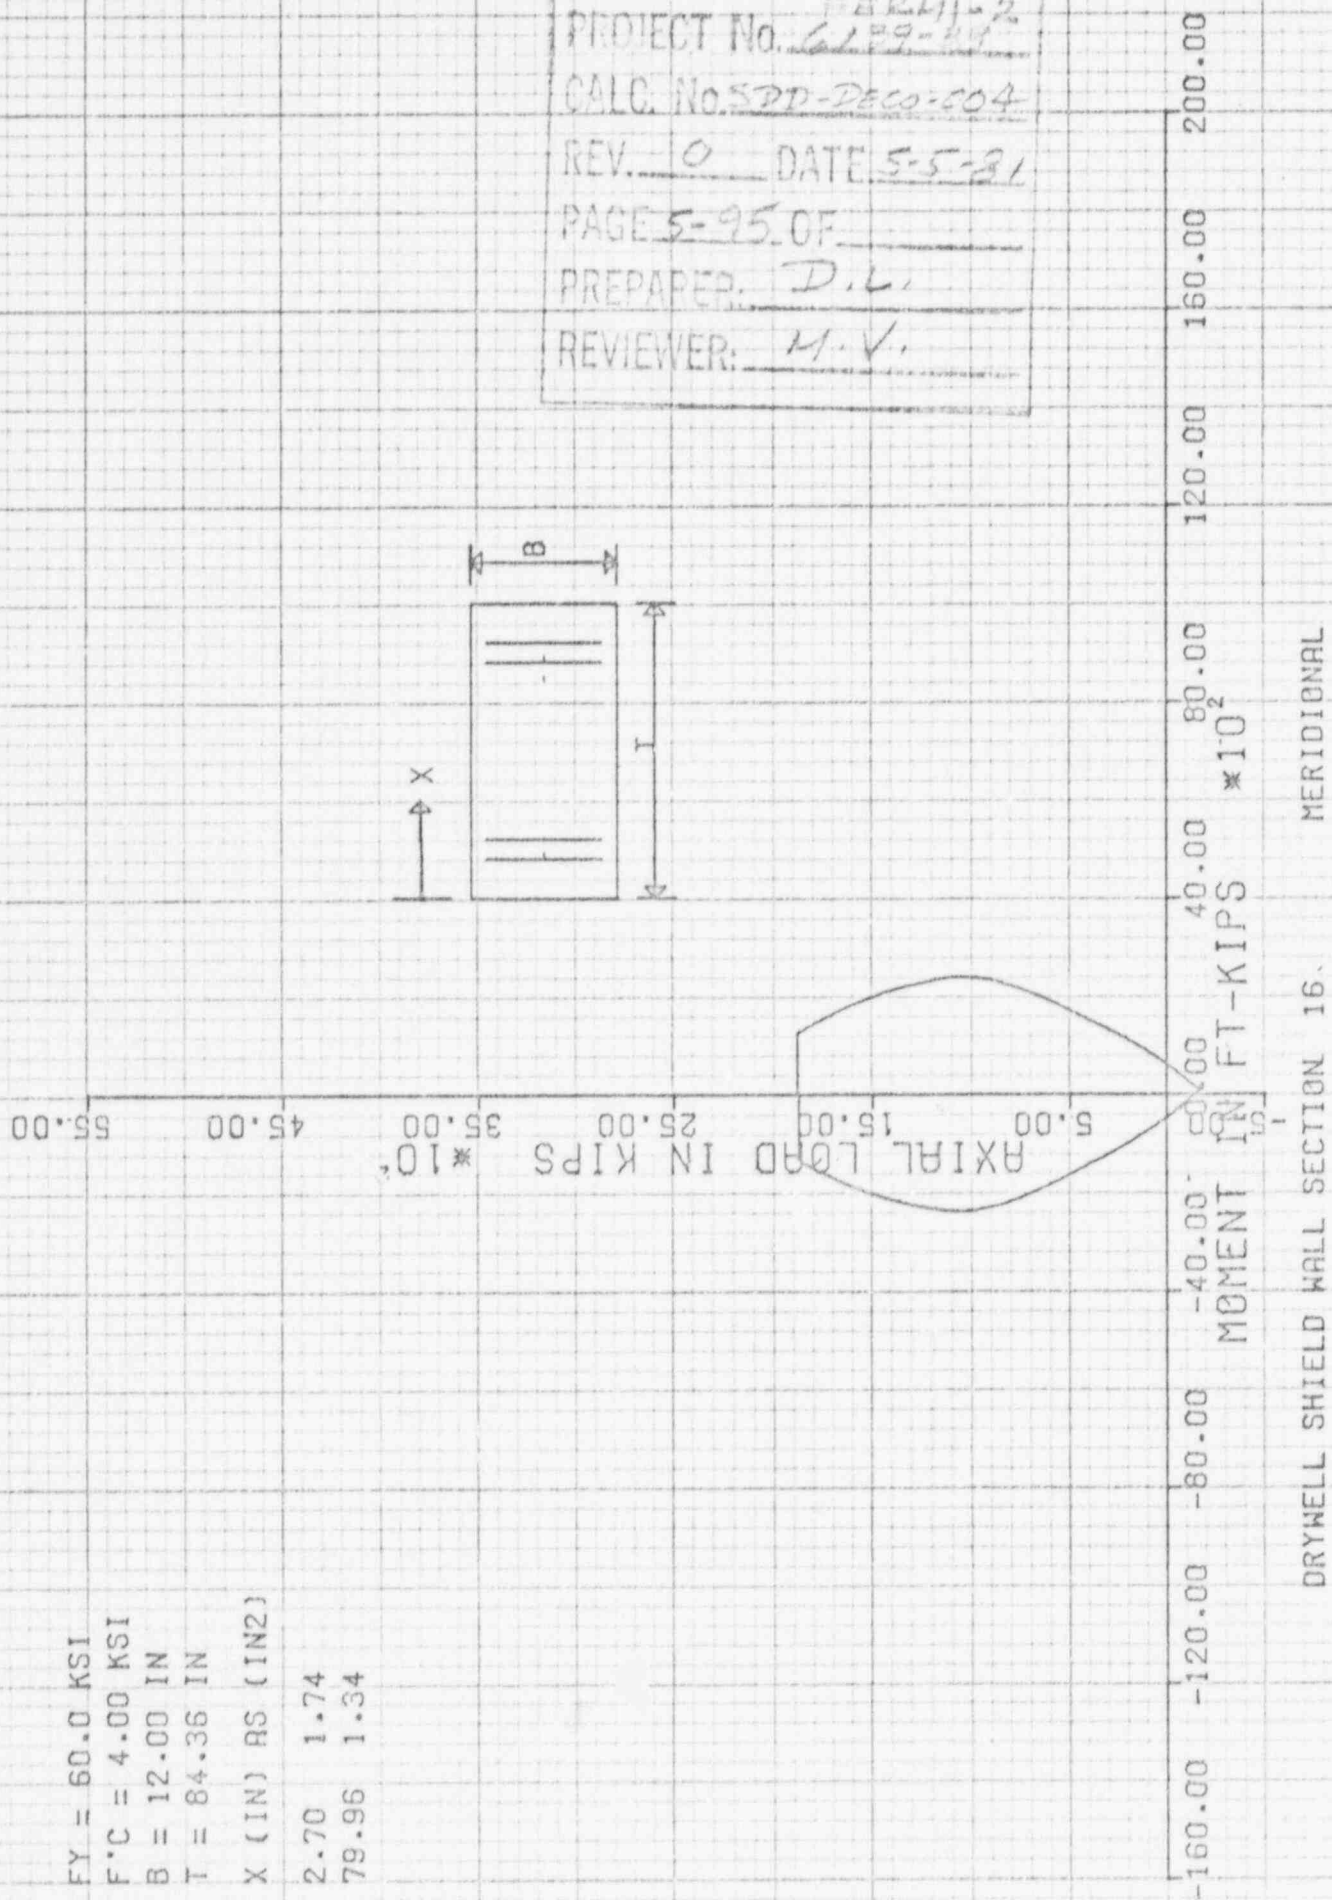 PROJECT No. 6199-
CALC. No. SDD-DECO-004
REV. 0 DATE 5-5-81
PAGE 5-95 OF
PREPARER: D.L.
REVIEWER: M.V.
FY = 60.0 KSI
F'C = 4.00 KSI
B = 12.00 IN
T = 84.36 IN
X (IN) AS (IN2)
2.70 1.74
79.96 1.34
X
B
T
55.00
45.00
35.00
25.00
15.00
5.00
AXIAL LOAD IN KIPS
-160.00 -120.00 -80.00 -40.00 .00 40.00 80.00 120.00 160.00 200.00
MOMENT IN FT-KIPS *10²
DRYWELL SHIELD WALL SECTION 16. MERIDIONAL